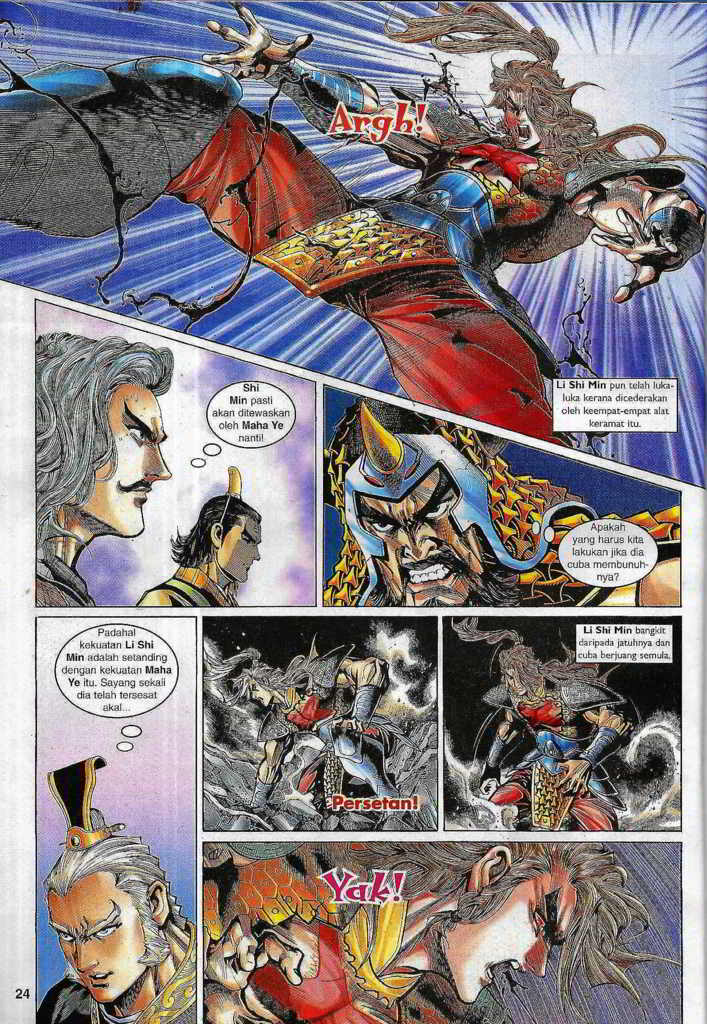 Argh!
Li Shi Min pun telah luka-
luka kerana dicederakan
oleh keempat-empat alat
keramat itu.
Shi
Min pasti
akan ditewaskan
oleh Maha Ye
nanti!
Apakah
yang harus kita
lakukan jika dia
cuba membunuh-
nya?
Padahal
kekuatan Li Shi
Min adalah setanding
dengan kekuatan Maha
Ye itu. Sayang sekali
dia telah tersesat
akal...
Persetan!
Li Shi Min bangkit
daripada jatuhnya dan
cuba berjuang semula.
Yak!
24